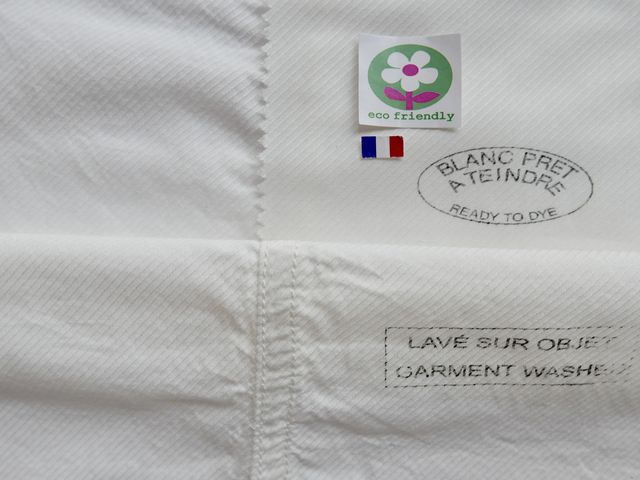 eco friendly
BLANC PRET
A TEINDRE
READY TO DYE
LAVÉ SUR OBJET
GARMENT WASHED